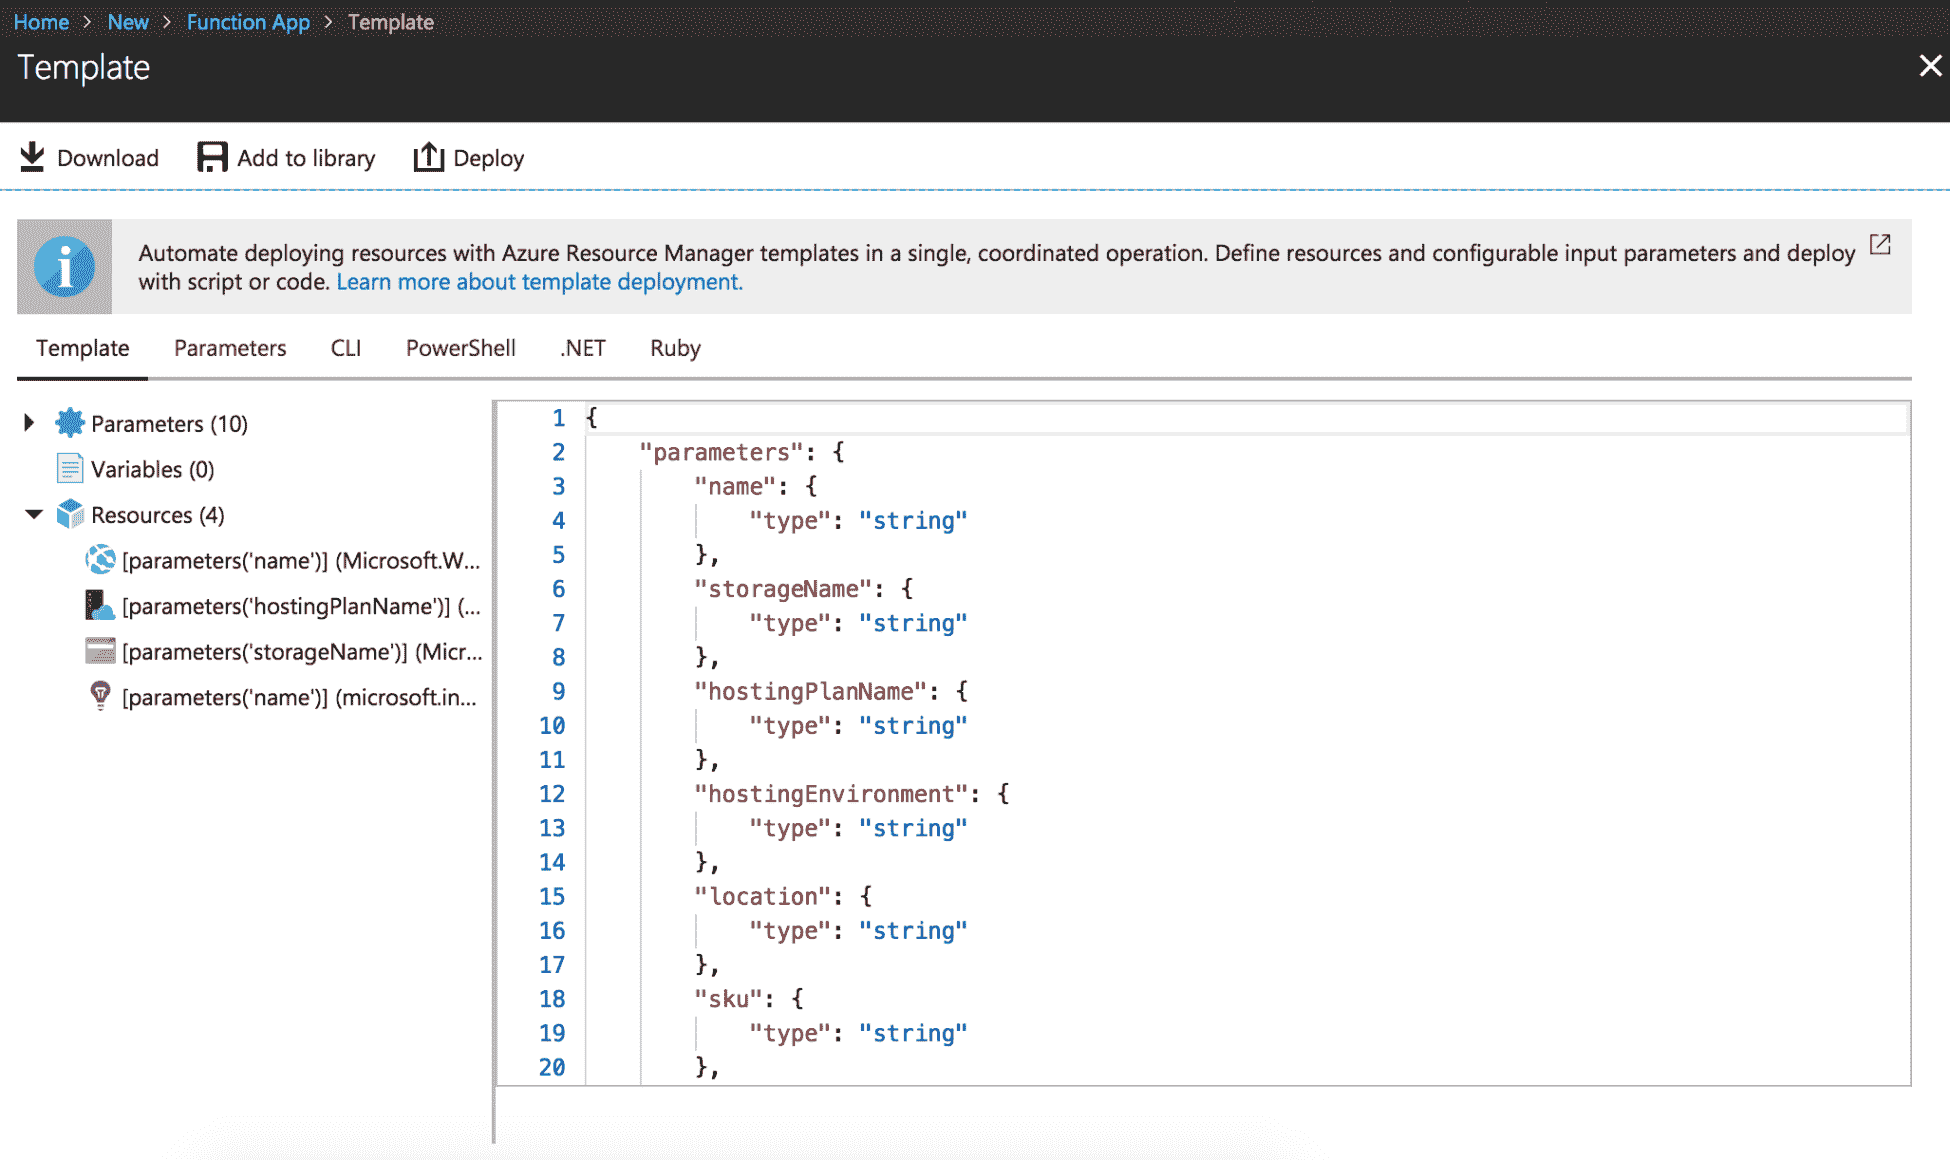 Home > New > Function App > Template
Template
Download Add to library Deploy
Automate deploying resources with Azure Resource Manager templates in a single, coordinated operation. Define resources and configurable input parameters and deploy
with script or code. Learn more about template deployment.
Template Parameters CLI PowerShell .NET Ruby
Parameters (10)
Variables (0)
Resources (4)
[parameters('name')] (Microsoft.W...
[parameters('hostingPlanName')] (...
[parameters('storageName')] (Micr...
[parameters('name')] (microsoft.in...
1 {
2 "parameters": {
3 "name": {
4 "type": "string"
5 },
6 "storageName": {
7 "type": "string"
8 },
9 "hostingPlanName": {
10 "type": "string"
11 },
12 "hostingEnvironment": {
13 "type": "string"
14 },
15 "location": {
16 "type": "string"
17 },
18 "sku": {
19 "type": "string"
20 },